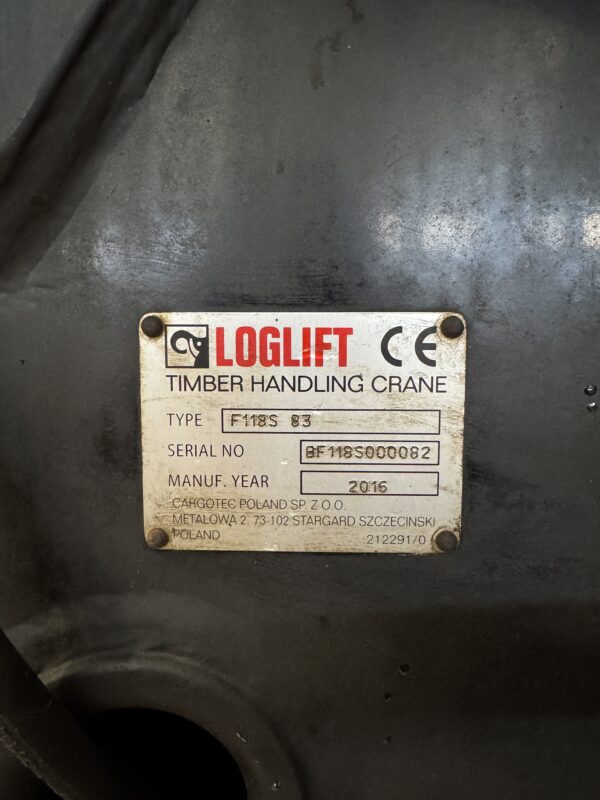 LOGLIFT CE
TIMBER HANDLING CRANE
TYPE F118S 83
SERIAL NO BF118S000082
MANUF. YEAR 2016
CARGOTEC POLAND SP. Z O.O.
METALOWA 2, 73-102 STARGARD SZCZECINSKI
POLAND 212291/0